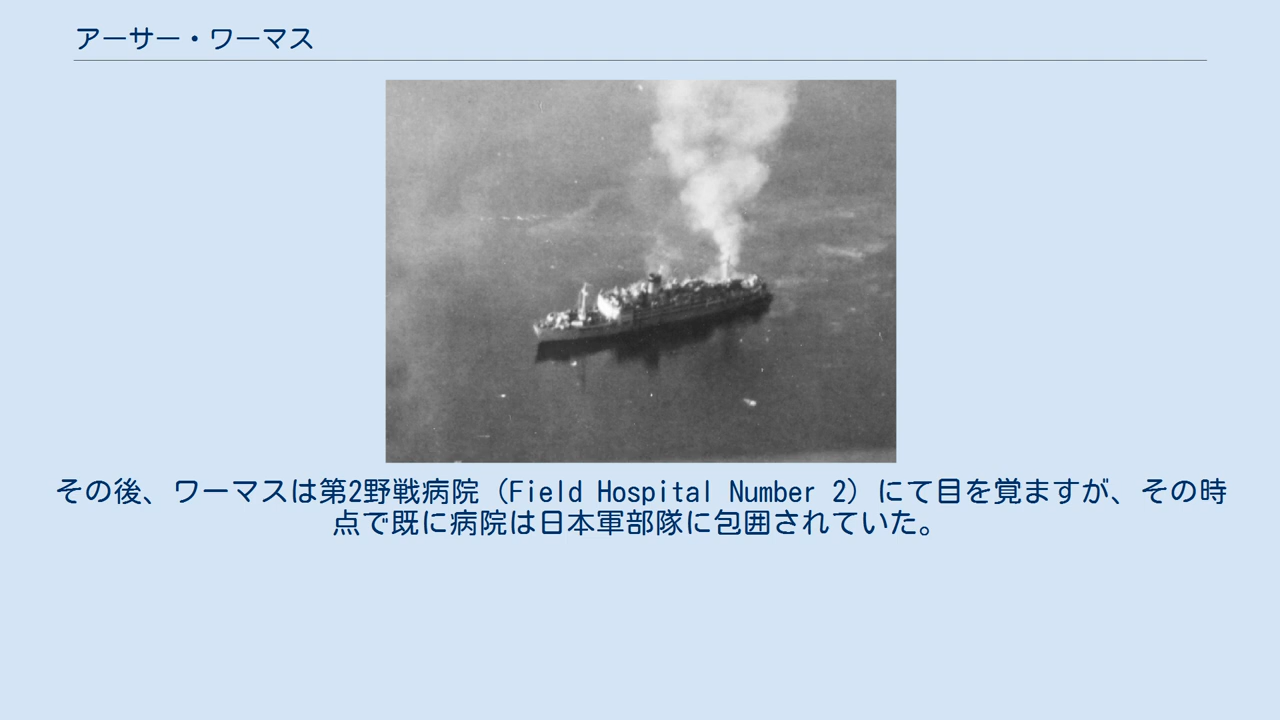 アーサー・ワーマス
その後、ワーマスは第2野戦病院（Field Hospital Number 2）にて目を覚ますが、その時
点で既に病院は日本軍部隊に包囲されていた。